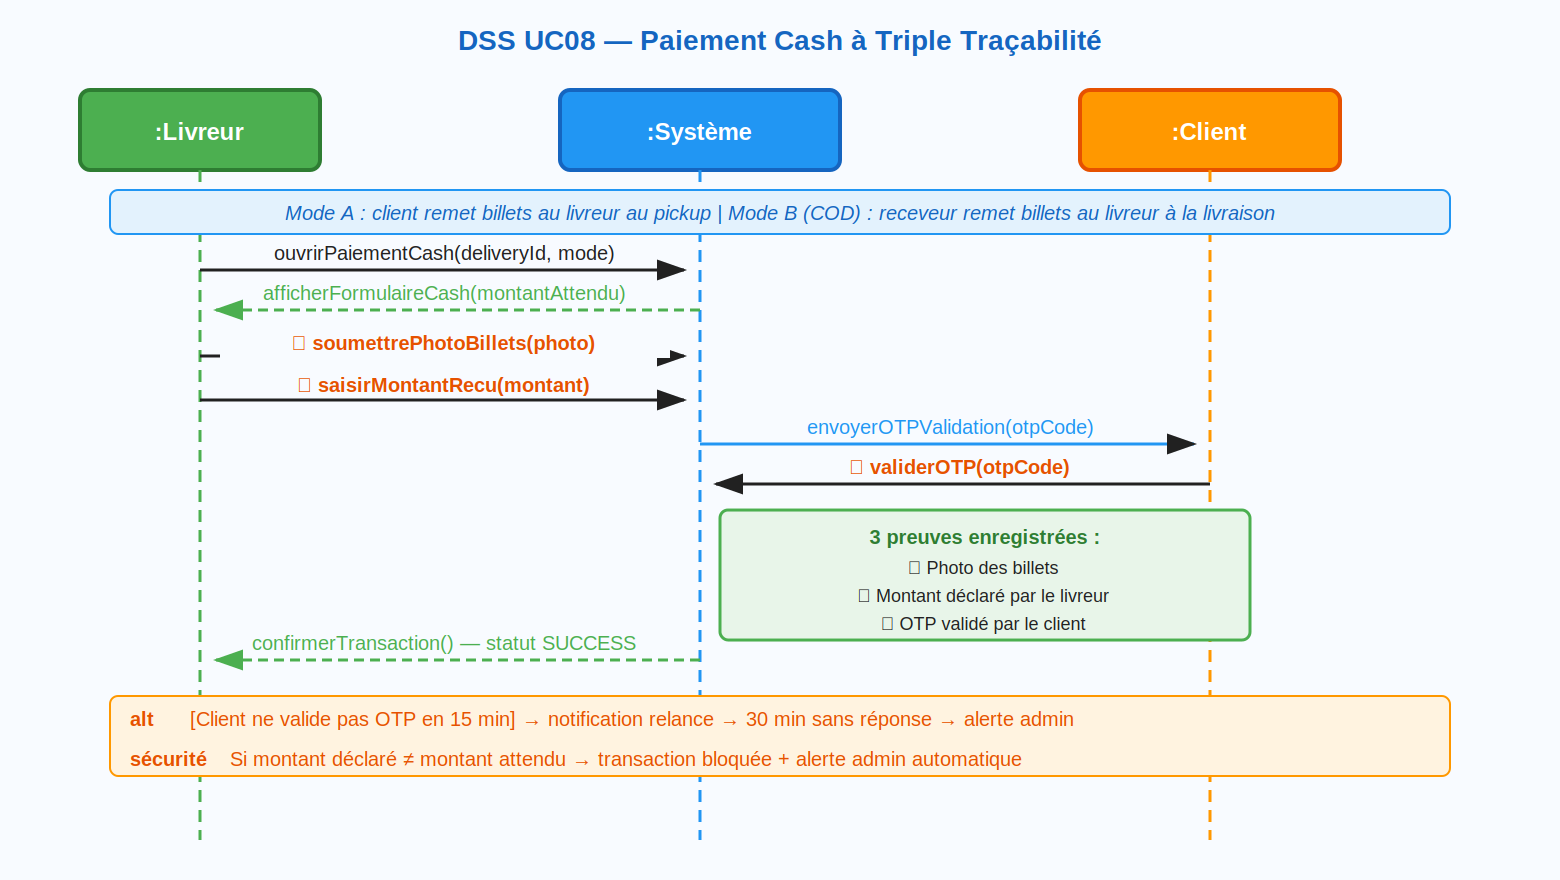 DSS UC08 — Paiement Cash à Triple Traçabilité
:Livreur
:Système
:Client
Mode A : client remet billets au livreur au pickup | Mode B (COD) : receveur remet billets au livreur à la livraison
ouvrirPaiementCash(deliveryId, mode)
afficherFormulaireCash(montantAttendu)
soumettrePhotoBillets(photo)
saisirMontantRecu(montant)
envoyerOTPValidation(otpCode)
validerOTP(otpCode)
3 preuves enregistrées :
Photo des billets
Montant déclaré par le livreur
OTP validé par le client
confirmerTransaction() — statut SUCCESS
alt [Client ne valide pas OTP en 15 min] → notification relance → 30 min sans réponse → alerte admin
sécurité Si montant déclaré ≠ montant attendu → transaction bloquée + alerte admin automatique